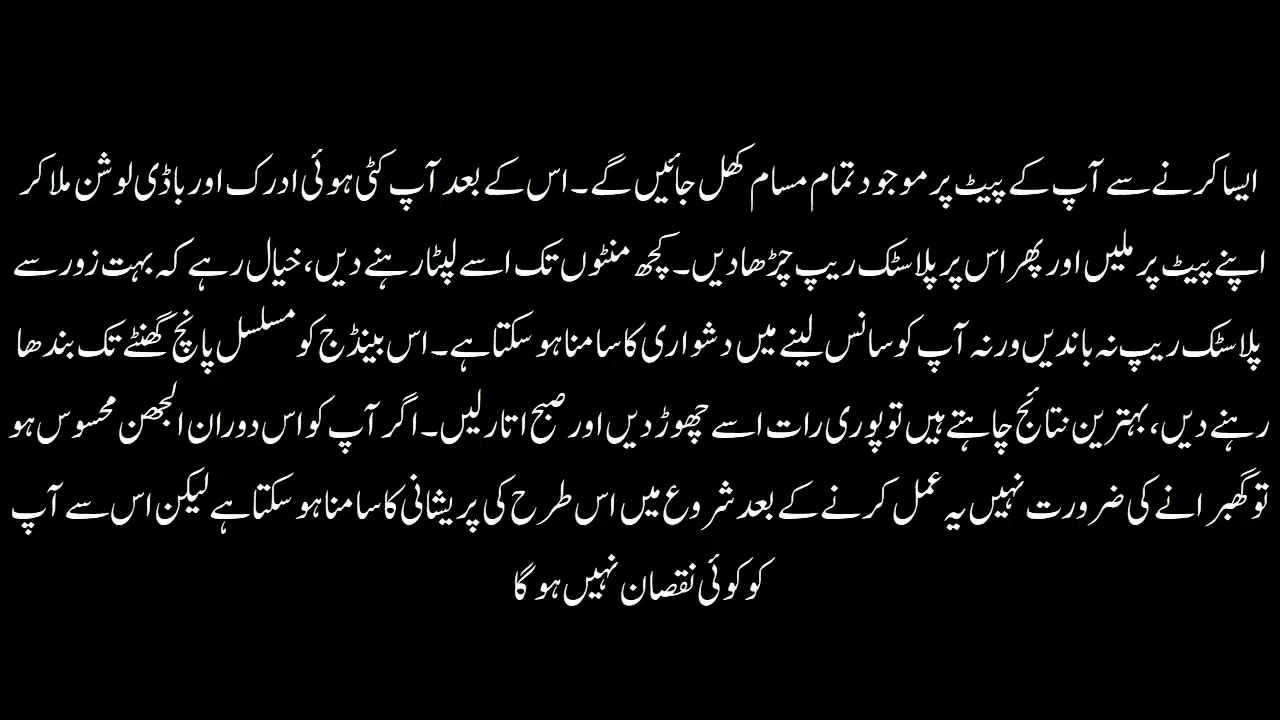 ایسا کرنے سے آپ کے پیٹ پر موجود تمام مسام کھل جائیں گے۔ اس کے بعد آپ کٹی ہوئی ادرک اور باڈی لوشن ملا کر
اپنے پیٹ پر ملیں اور پھر اس پر پلاسٹک ریپ چڑھا دیں۔ کچھ منٹوں تک اسے لپٹا رہنے دیں، خیال رہے کہ بہت زور سے
پلاسٹک ریپ نہ باندیں ورنہ آپ کو سانس لینے میں دشواری کا سامنا ہو سکتا ہے۔ اس بینڈج کو مسلسل پانچ گھنٹے تک بندھا
رہنے دیں، بہترین نتائج چاہتے ہیں تو پوری رات اسے چھوڑ دیں اور صبح اتار لیں۔ اگر آپ کو اس دوران الجھن محسوس ہو
تو گھبر انے کی ضرورت نہیں یہ عمل کرنے کے بعد شروع میں اس طرح کی پریشانی کا سامنا ہو سکتا ہے لیکن اس سے آپ
کو کوئی نقصان نہیں ہو گا